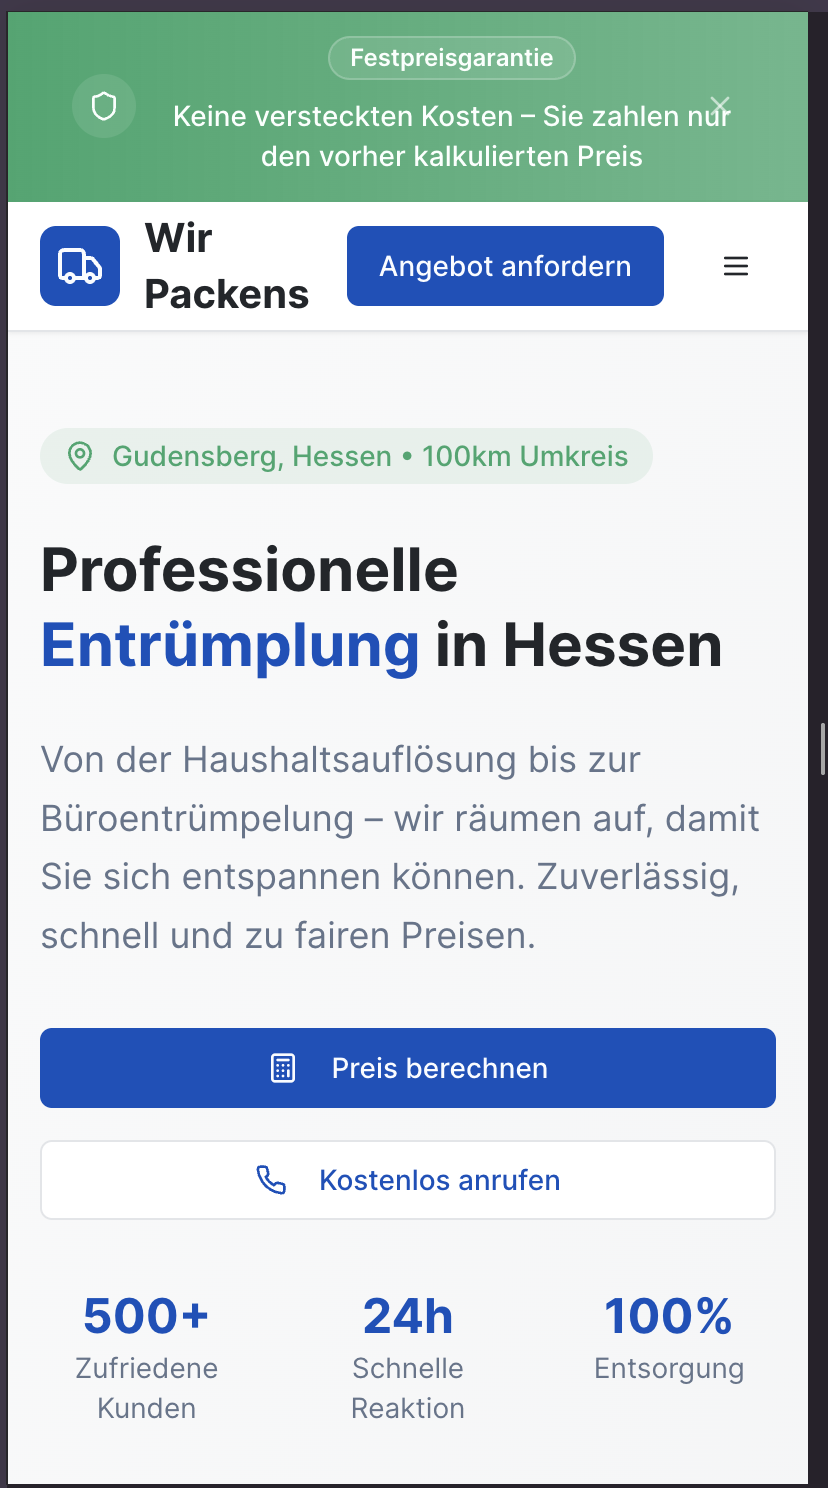 Festpreisgarantie
Keine versteckten Kosten – Sie zahlen nur
den vorher kalkulierten Preis
Wir
Packens
Angebot anfordern
Gudensberg, Hessen • 100km Umkreis
Professionelle
Entrümplung in Hessen
Von der Haushaltsauflösung bis zur
Büroentrümpelung – wir räumen auf, damit
Sie sich entspannen können. Zuverlässig,
schnell und zu fairen Preisen.
Preis berechnen
Kostenlos anrufen
500+
Zufriedene
Kunden
24h
Schnelle
Reaktion
100%
Entsorgung